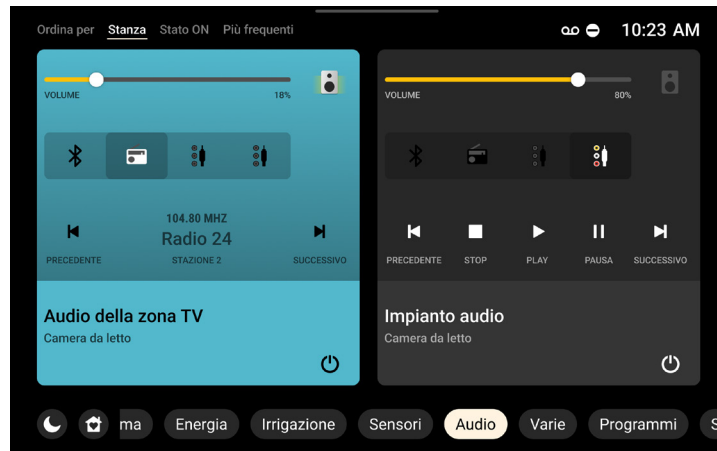 Ordina per Stanza Stato ON Più frequenti 10:23 AM
VOLUME 18%
104.80 MHZ
Radio 24
PRECEDENTE STAZIONE 2 SUCCESSIVO
Audio della zona TV
Camera da letto
VOLUME 80%
PRECEDENTE STOP PLAY PAUSA SUCCESSIVO
Impianto audio
Camera da letto
ma Energia Irrigazione Sensori Audio Varie Programmi S